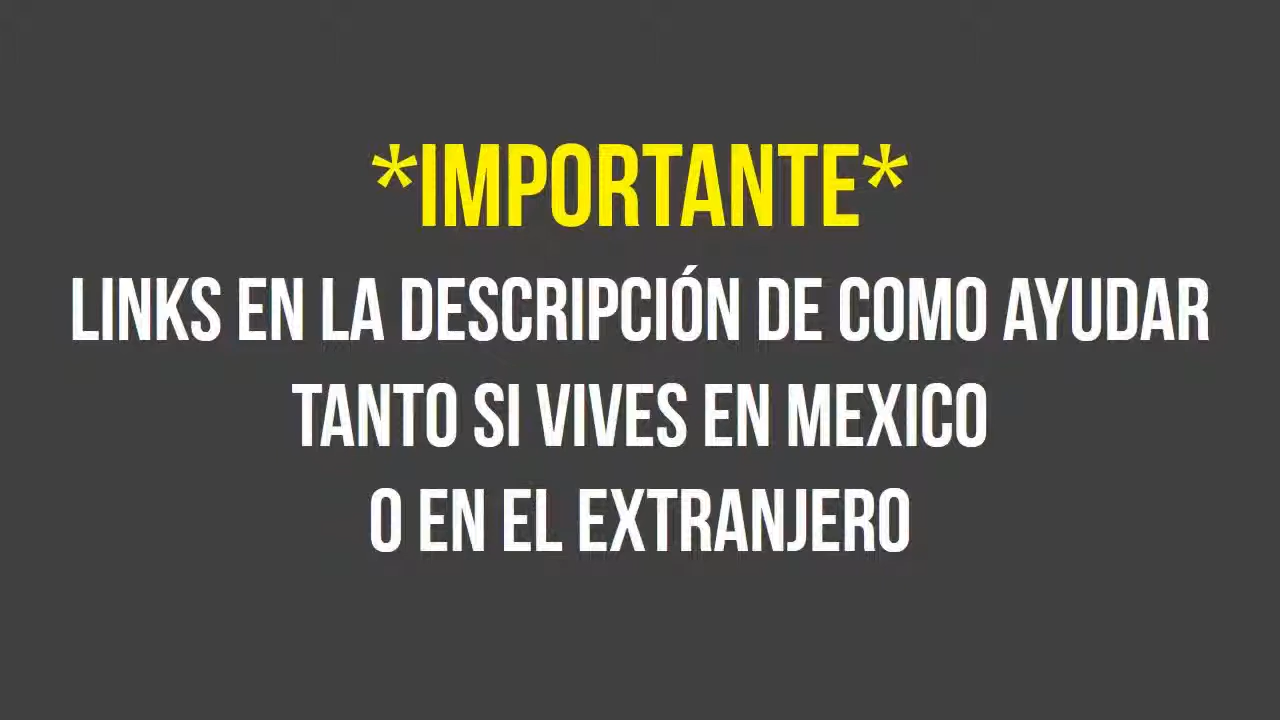 *IMPORTANTE*
LINKS EN LA DESCRIPCIÓN DE COMO AYUDAR
TANTO SI VIVES EN MEXICO
O EN EL EXTRANJERO